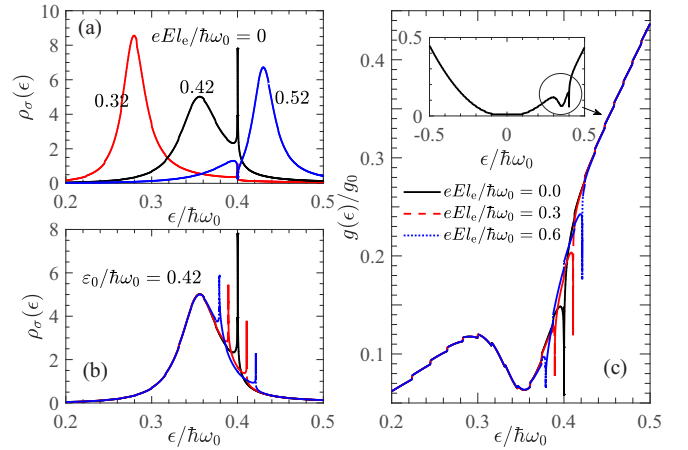 (a)
eEl_e/ħω_0 = 0
0.32
0.42
0.52
ρ_σ(ϵ)
10
8
6
4
2
0
0.2 0.3 0.4 0.5
ϵ/ħω_0
(b)
ε_0/ħω_0 = 0.42
ρ_σ(ϵ)
8
6
4
2
0
0.2 0.3 0.4 0.5
ϵ/ħω_0
(c)
g(ϵ)/g_0
0.4
0.3
0.2
0.1
0.2 0.3 0.4 0.5
ϵ/ħω_0
0.5
0
-0.5 0 0.5
ϵ/ħω_0
eEl_e/ħω_0 = 0.0
eEl_e/ħω_0 = 0.3
eEl_e/ħω_0 = 0.6